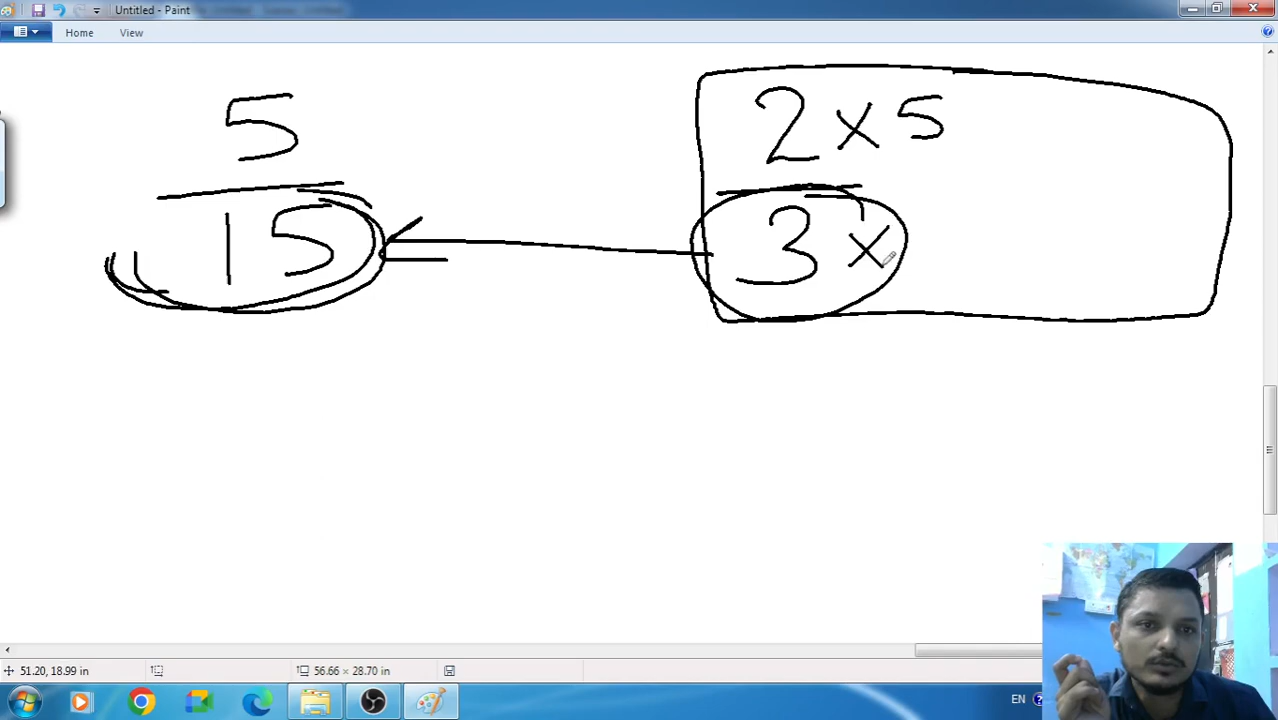 Untitled - Paint
Home View
5
15
2 x 5
3 x
51.20, 18.99 in
56.66 × 28.70 in
EN